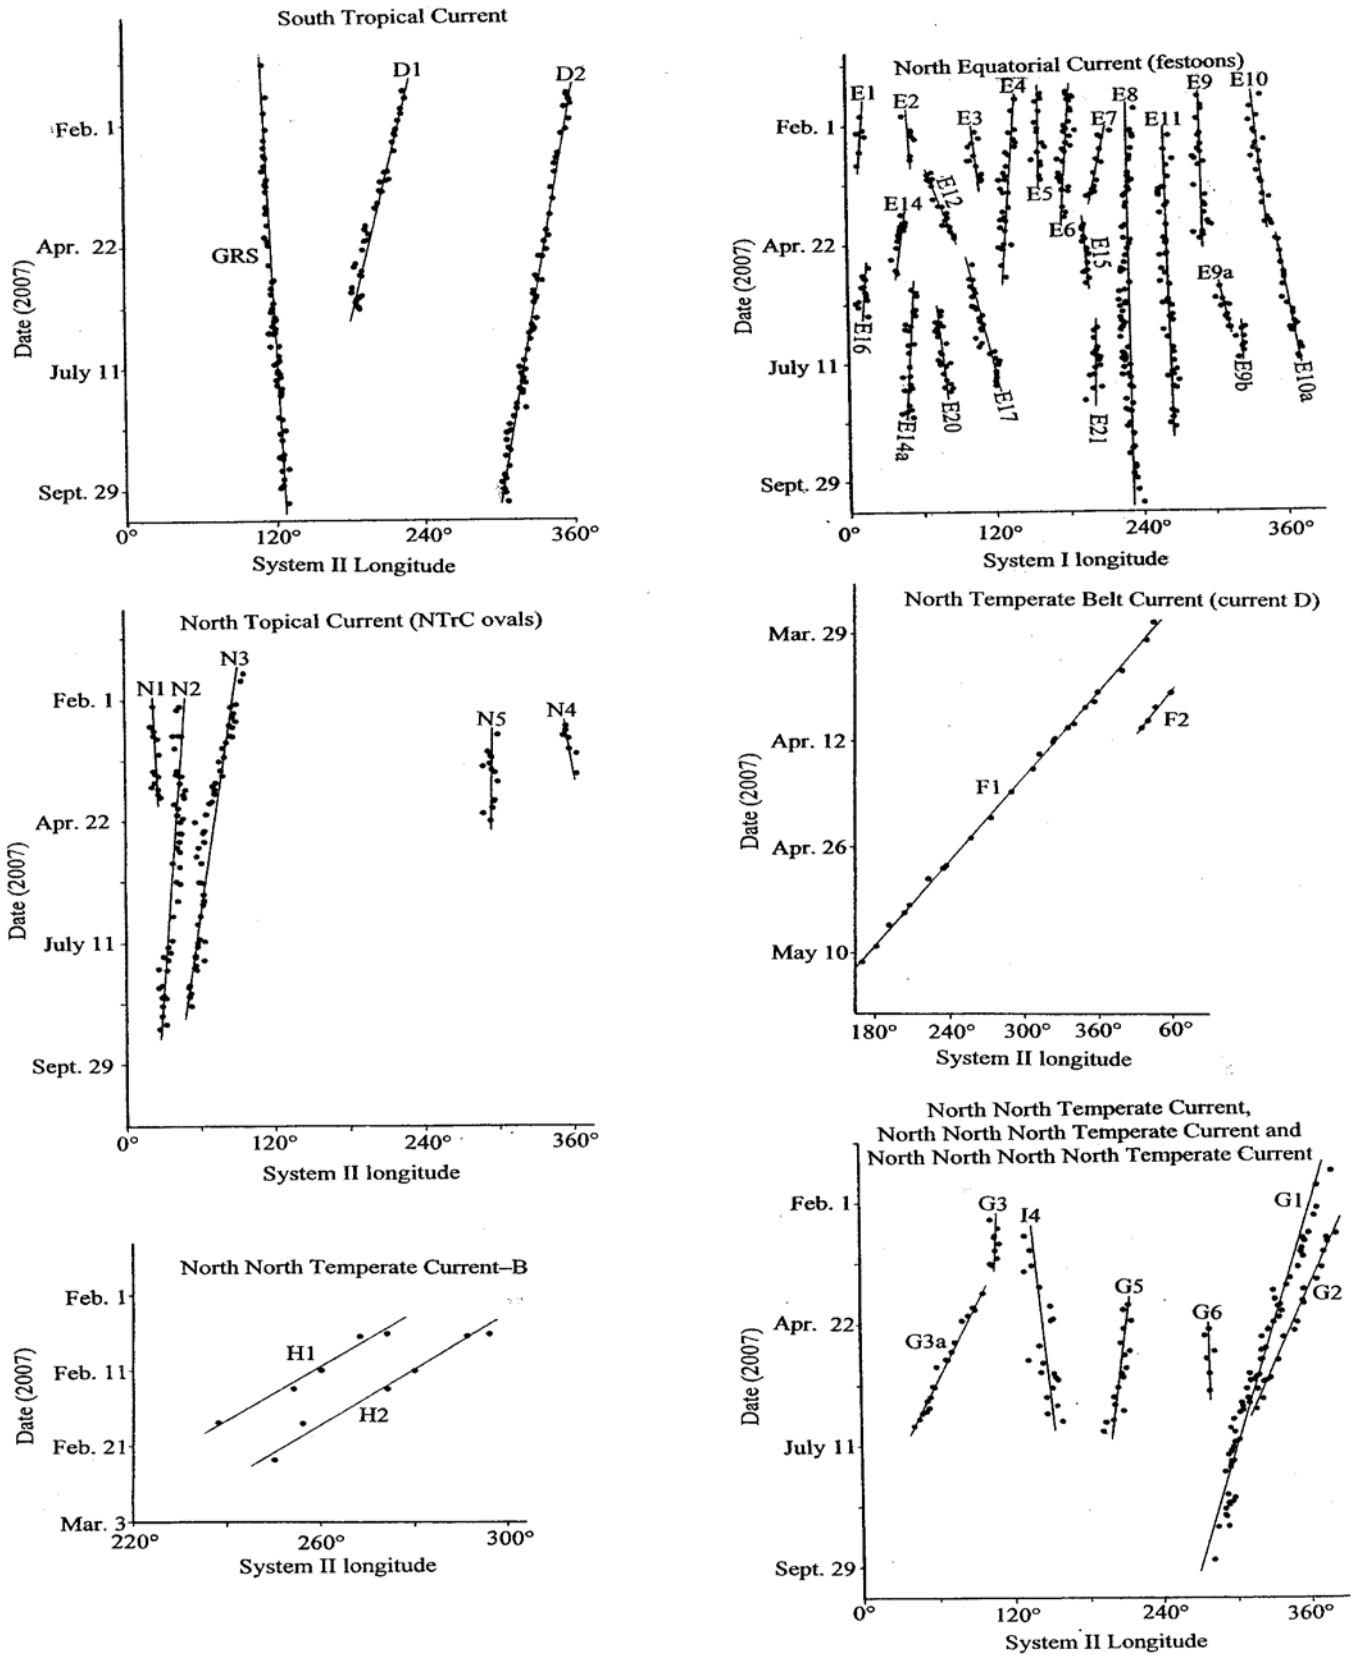 South Tropical Current
D1
D2
Feb. 1
GRS
Apr. 22
Date (2007)
July 11
Sept. 29
0° 120° 240° 360°
System II Longitude
North Equatorial Current (festoons)
E1 E2 E3 E4 E7 E8 E11 E9 E10
Feb. 1
E12
E5
E14
E6
E15
Apr. 22
E9a
Date (2007)
E16
July 11
E9b
E10a
E14a E20 E17 E21
Sept. 29
0° 120° 240° 360°
System I longitude
North Topical Current (NTrC ovals)
N3
N1 N2
Feb. 1
N5 N4
Apr. 22
Date (2007)
July 11
Sept. 29
0° 120° 240° 360°
System II longitude
North Temperate Belt Current (current D)
Mar. 29
F2
Apr. 12
F1
Date (2007)
Apr. 26
May 10
180° 240° 300° 360° 60°
System II longitude
North North Temperate Current–B
Feb. 1
H1
Feb. 11
H2
Date (2007)
Feb. 21
Mar. 3
220° 260° 300°
System II longitude
North North Temperate Current,
North North North Temperate Current and
North North North North Temperate Current
Feb. 1
G3 I4 G1
G5 G2
G6
Apr. 22
G3a
Date (2007)
July 11
Sept. 29
0° 120° 240° 360°
System II Longitude